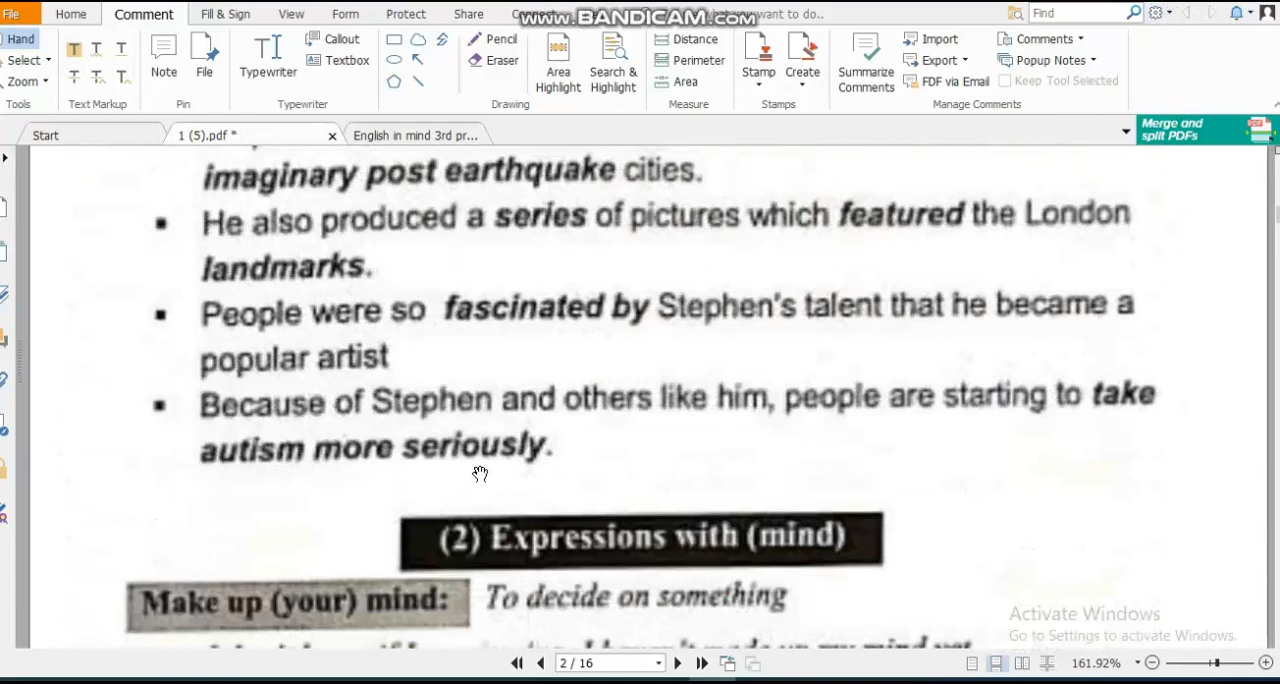 File Home Comment Fill & Sign View Form Protect Share www.BANDICAM.com you want to do.. Find
Hand
Select
Zoom
Tools
Text Markup
Note File
Pin
Typewriter
Callout
Textbox
Typewriter
Pencil
Eraser
Drawing
Area Highlight
Search & Highlight
Distance
Perimeter
Area
Measure
Stamp Create
Stamps
Summarize Comments
Import
Export
FDF via Email
Comments
Popup Notes
Keep Tool Selected
Manage Comments
Start 1 (5).pdf * English in mind 3rd pr... Merge and
split PDFs
imaginary post earthquake cities.
▪ He also produced a series of pictures which featured the London
landmarks.
▪ People were so fascinated by Stephen's talent that he became a
popular artist
▪ Because of Stephen and others like him, people are starting to take
autism more seriously.
(2) Expressions with (mind)
Make up (your) mind: To decide on something
Activate Windows
Go to Settings to activate Windows.
2 / 16 161.92%